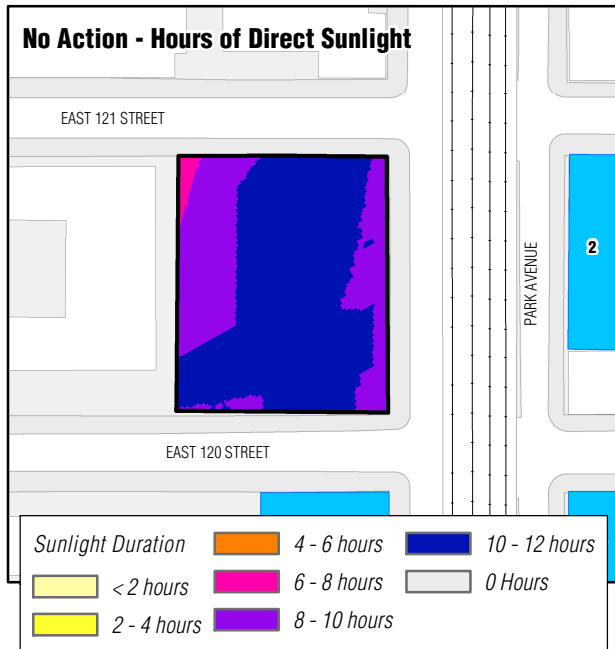 No Action - Hours of Direct Sunlight
EAST 121 STREET
PARK AVENUE
2
EAST 120 STREET
Sunlight Duration
< 2 hours
2 - 4 hours
4 - 6 hours
6 - 8 hours
8 - 10 hours
10 - 12 hours
0 Hours